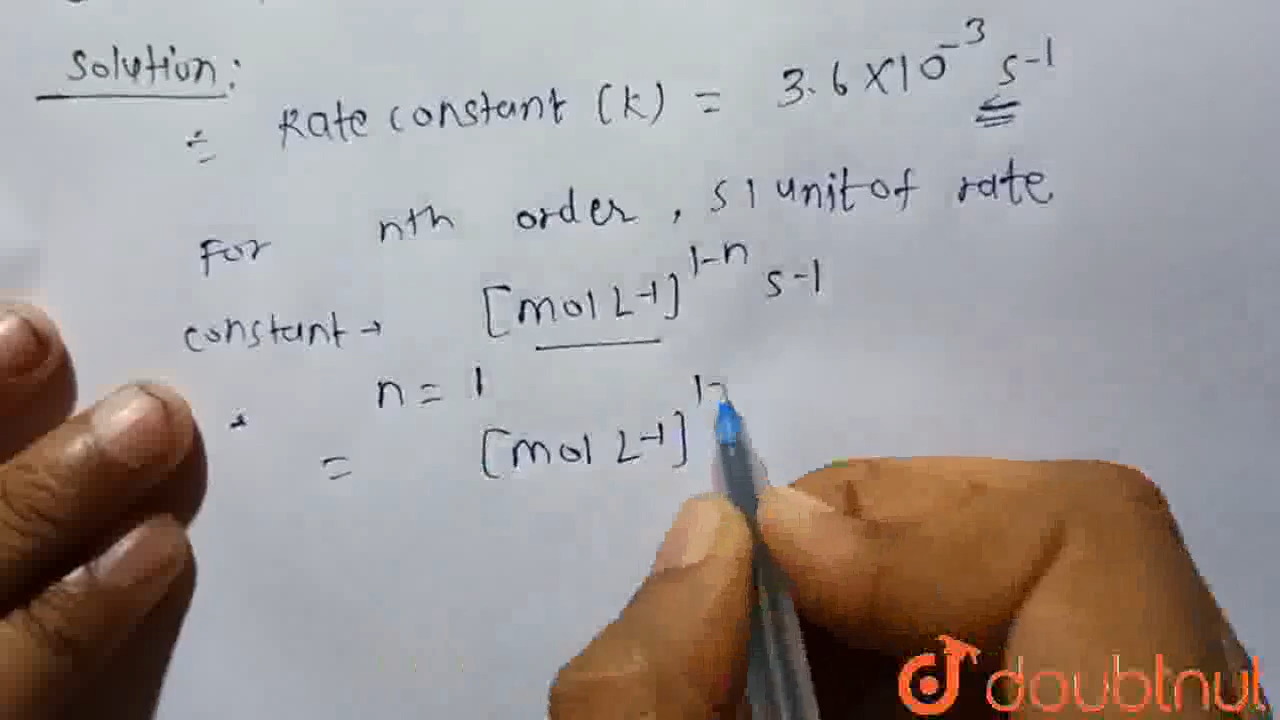 Solution:
Rate constant (k) = 3.6 × 10⁻³ s⁻¹
For nth order, SI unit of rate
constant → [mol L⁻¹]¹⁻ⁿ s⁻¹
n = 1
= [mol L⁻¹]¹⁻
doubtnut